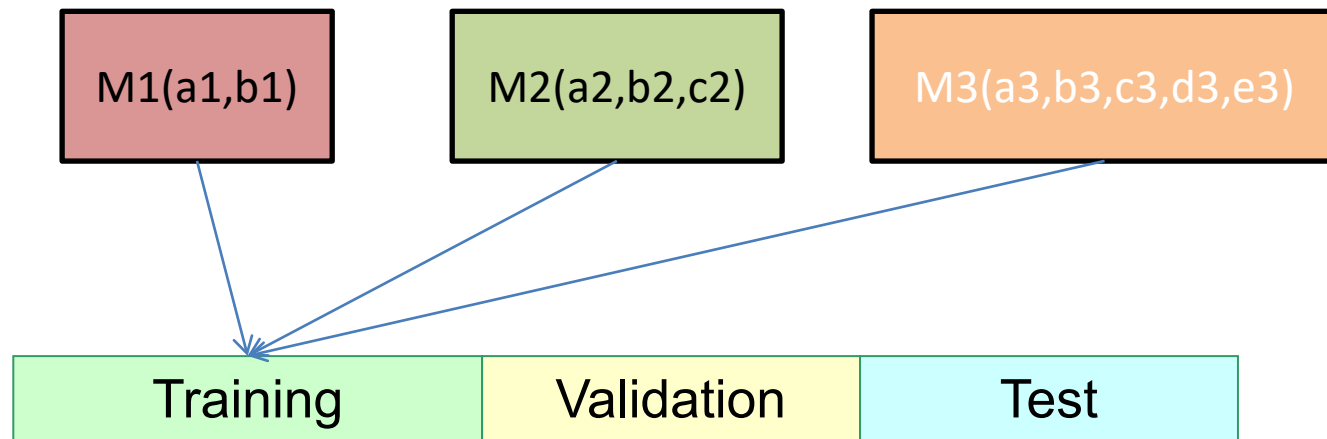 M1(a1,b1)
M2(a2,b2,c2)
M3(a3,b3,c3,d3,e3)
Training
Validation
Test